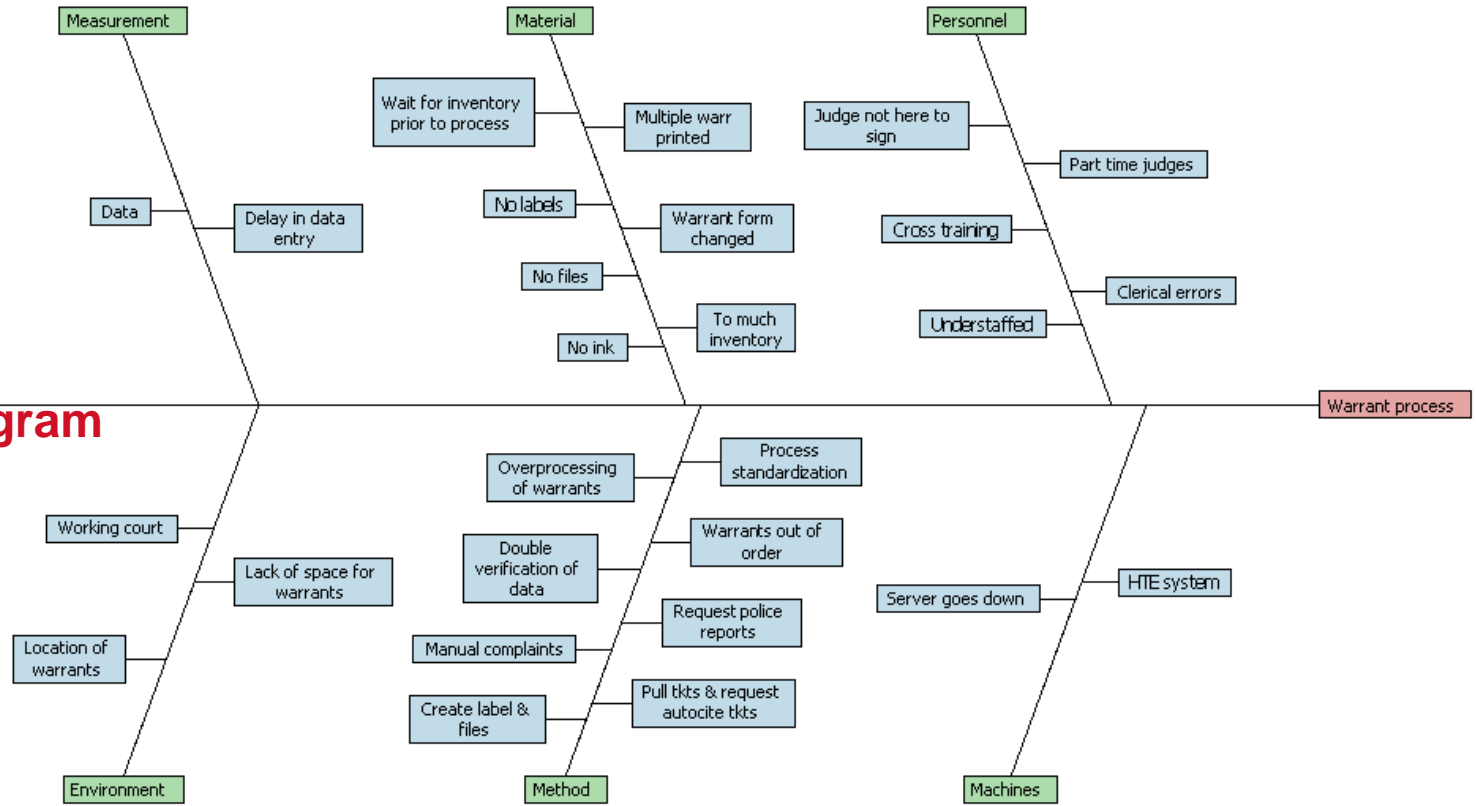 Measurement
Material
Personnel
Wait for inventory
prior to process
Multiple warr
printed
Judge not here to
sign
Part time judges
Data
Delay in data
entry
No labels
Warrant form
changed
Cross training
No files
Clerical errors
To much
inventory
No ink
Understaffed
Warrant process
gram
Process
standardization
Overprocessing
of warrants
Working court
Warrants out of
order
Double
verification of
data
Lack of space for
warrants
HTE system
Server goes down
Request police
reports
Location of
warrants
Manual complaints
Pull tkts & request
autocite tkts
Create label &
files
Environment
Method
Machines